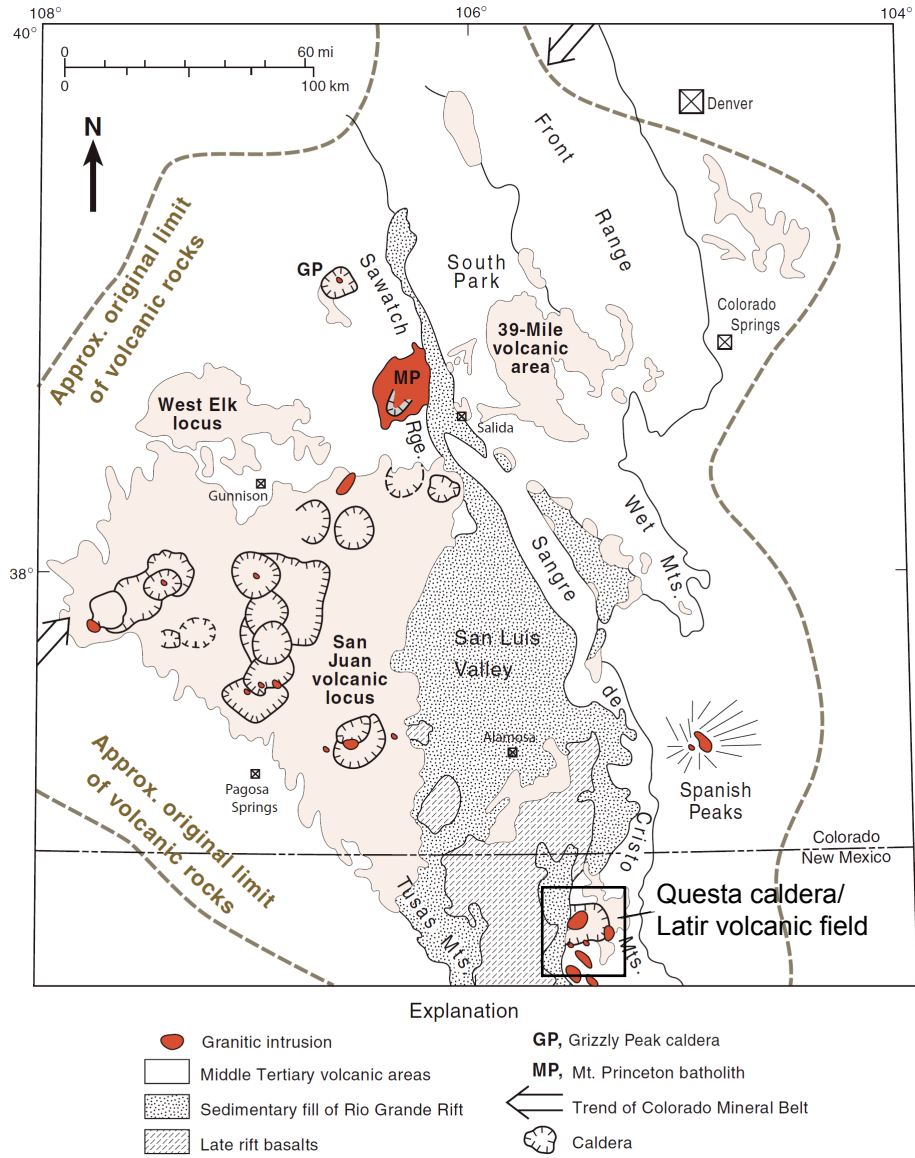 108°
106°
104°
40°
0
60 mi
0
100 km
N
Denver
Front
Range
Approx. original limit
of volcanic rocks
GP
Sawatch
Rge.
South
Park
39-Mile
volcanic
area
Colorado
Springs
MP
West Elk
locus
Salida
Gunnison
Wet
Mts.
38°
Sangre
de
Cristo
Mts.
San
Juan
volcanic
locus
San Luis
Valley
Alamosa
Pagosa
Springs
Spanish
Peaks
Approx. original limit
of volcanic rocks
Colorado
New Mexico
Tusas Mts.
Questa caldera/
Latir volcanic field
Explanation
Granitic intrusion
Middle Tertiary volcanic areas
Sedimentary fill of Rio Grande Rift
Late rift basalts
GP, Grizzly Peak caldera
MP, Mt. Princeton batholith
Trend of Colorado Mineral Belt
Caldera